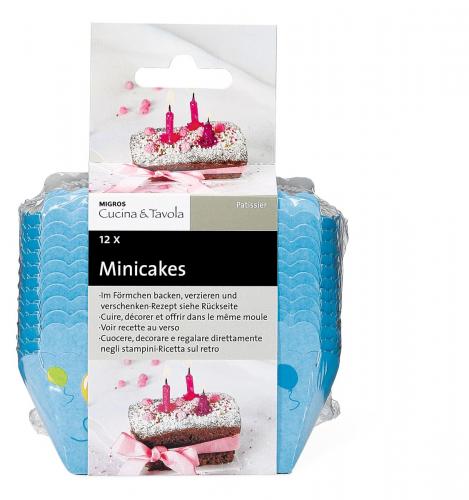 MIGROS
Cucina & Tavola
Patissier
12 X
Minicakes
·Im Förmchen backen, verzieren und
verschenken·Rezept siehe Rückseite
·Cuire, décorer et offrir dans le même moule
·Voir recette au verso
·Cuocere, decorare e regalare direttamente
negli stampini·Ricetta sul retro